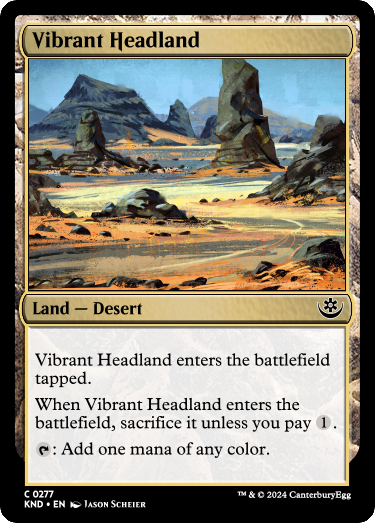 Vibrant Headland
Land — Desert
Vibrant Headland enters the battlefield
tapped.
When Vibrant Headland enters the
battlefield, sacrifice it unless you pay 1.
: Add one mana of any color.
C 0277
KND • EN Jason Scheier
™ & © 2024 CanterburyEgg